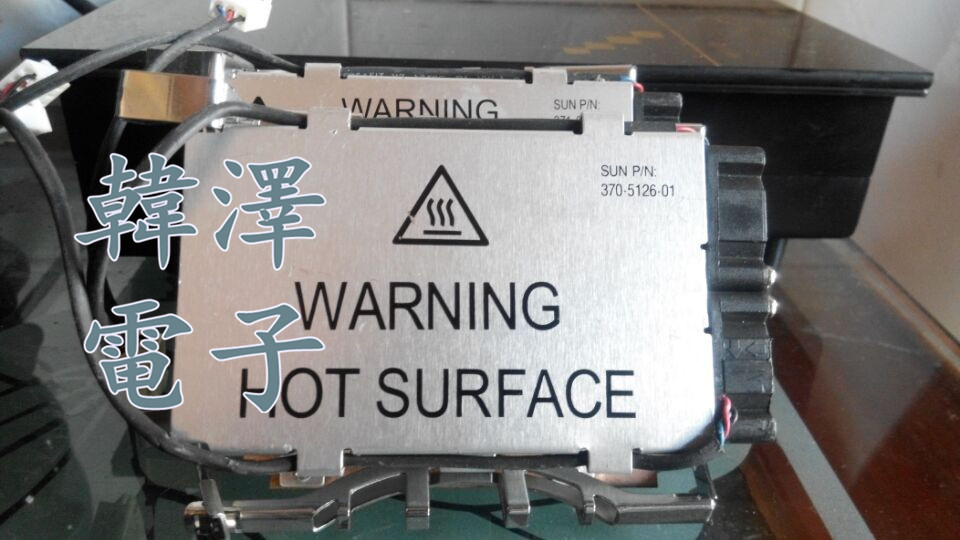 WARNING
SUN P/N:
SUN P/N:
370-5126-01
WARNING
HOT SURFACE
韓澤
電子